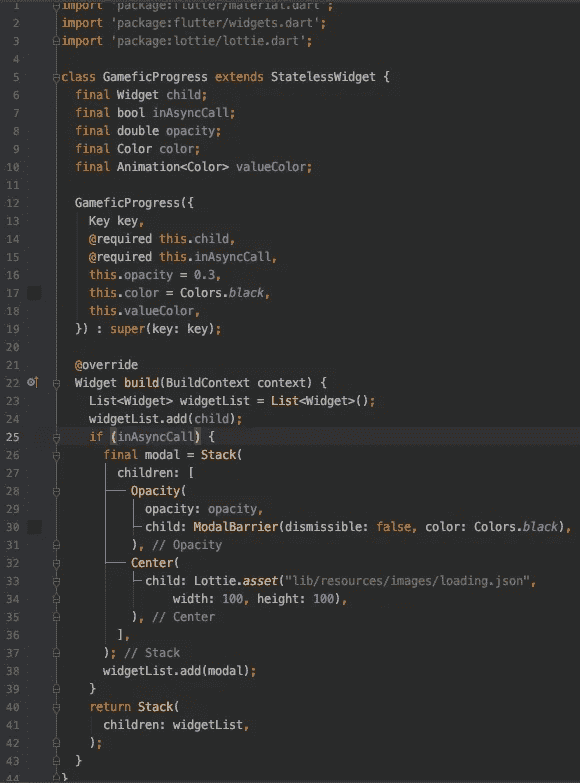 1 import 'package:flutter/material.dart';
2 import 'package:flutter/widgets.dart';
3 import 'package:lottie/lottie.dart';
4
5 class GameficProgress extends StatelessWidget {
6   final Widget child;
7   final bool inAsyncCall;
8   final double opacity;
9   final Color color;
10   final Animation<Color> valueColor;
11
12   GameficProgress({
13     Key key,
14     @required this.child,
15     @required this.inAsyncCall,
16     this.opacity = 0.3,
17     this.color = Colors.black,
18     this.valueColor,
19   }) : super(key: key);
20
21   @override
22   Widget build(BuildContext context) {
23     List<Widget> widgetList = List<Widget>();
24     widgetList.add(child);
25     if (inAsyncCall) {
26       final modal = Stack(
27         children: [
28           Opacity(
29             opacity: opacity,
30             child: ModalBarrier(dismissible: false, color: Colors.black),
31           ), // Opacity
32           Center(
33             child: Lottie.asset("lib/resources/images/loading.json",
34                 width: 100, height: 100),
35           ), // Center
36         ],
37       ); // Stack
38       widgetList.add(modal);
39     }
40     return Stack(
41       children: widgetList,
42     );
43   }
44 }